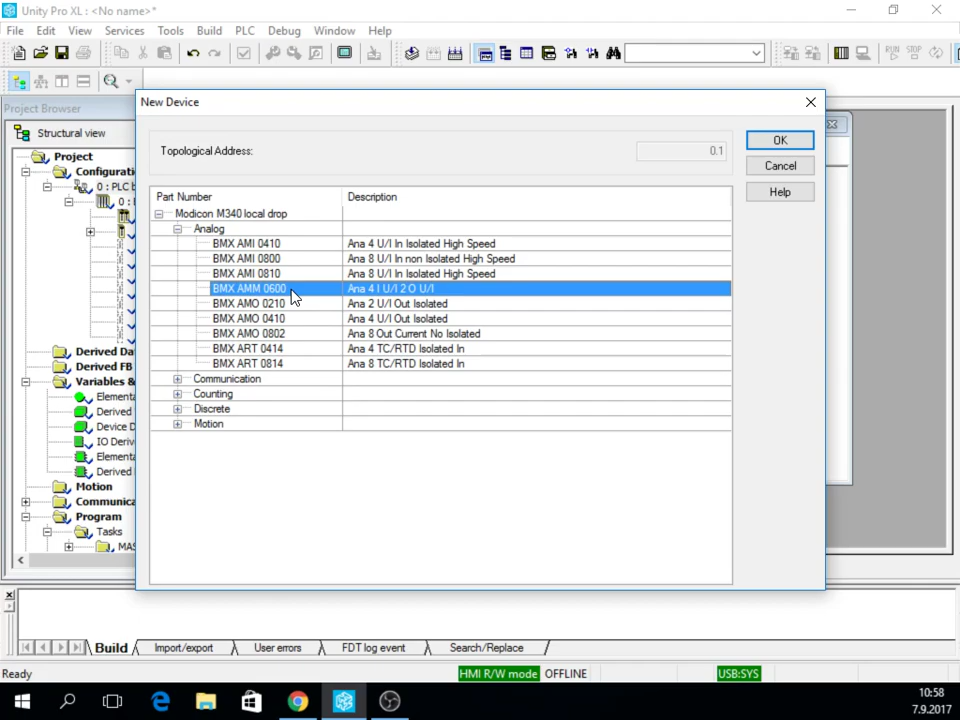 Unity Pro XL : <No name>*
File Edit View Services Tools Build PLC Debug Window Help
Project Browser
Structural view
Project
Configuratio
0 : PLC b
0 :
Derived Da
Derived FB
Variables &
Elementa
Derived
Device D
IO Derive
Elementa
Derived
Motion
Communica
Program
Tasks
MAS
New Device
Topological Address: 0.1
OK
Cancel
Help
Part Number Description
Modicon M340 local drop
Analog
BMX AMI 0410 Ana 4 U/I In Isolated High Speed
BMX AMI 0800 Ana 8 U/I In non Isolated High Speed
BMX AMI 0810 Ana 8 U/I In Isolated High Speed
BMX AMM 0600 Ana 4 I U/I 2 O U/I
BMX AMO 0210 Ana 2 U/I Out Isolated
BMX AMO 0410 Ana 4 U/I Out Isolated
BMX AMO 0802 Ana 8 Out Current No Isolated
BMX ART 0414 Ana 4 TC/RTD Isolated In
BMX ART 0814 Ana 8 TC/RTD Isolated In
Communication
Counting
Discrete
Motion
Build Import/export User errors FDT log event Search/Replace
Ready HMI R/W mode OFFLINE USB:SYS
10:58
7.9.2017